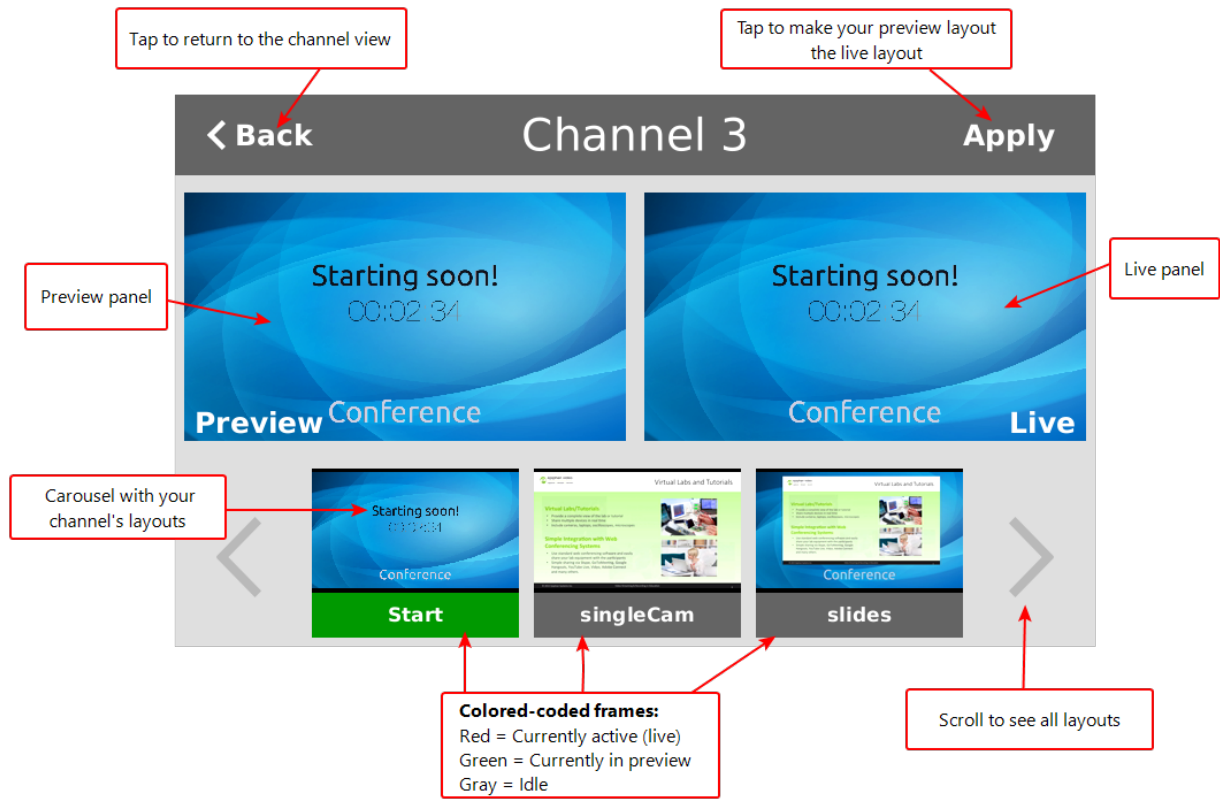 Tap to return to the channel view
Tap to make your preview layout
the live layout
Back
Channel 3
Apply
Starting soon!
00:02 34
Conference
Preview
Starting soon!
00:02 34
Conference
Live
Preview panel
Live panel
Carousel with your
channel's layouts
Starting soon!
Conference
Start
Virtual Labs and Tutorials
Virtual Labs/Tutorials
Simple Integration with Web
Conferencing Systems
singleCam
Virtual Labs and Tutorials
Virtual Labs/Tutorials
Simple Integration with Web
Conferencing Systems
Conference
slides
Colored-coded frames:
Red = Currently active (live)
Green = Currently in preview
Gray = Idle
Scroll to see all layouts